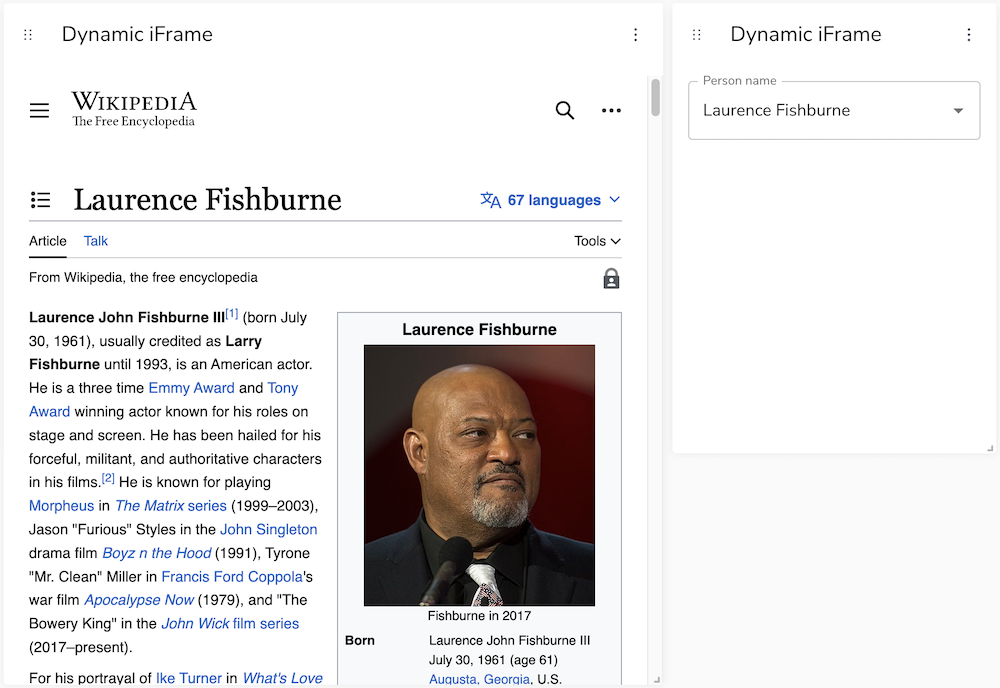 Dynamic iFrame
WIKIPEDIA
The Free Encyclopedia
Laurence Fishburne
67 languages
Article Talk
Tools
From Wikipedia, the free encyclopedia
Laurence John Fishburne III[1] (born July
30, 1961), usually credited as Larry
Fishburne until 1993, is an American actor.
He is a three time Emmy Award and Tony
Award winning actor known for his roles on
stage and screen. He has been hailed for his
forceful, militant, and authoritative characters
in his films.[2] He is known for playing
Morpheus in The Matrix series (1999–2003),
Jason "Furious" Styles in the John Singleton
drama film Boyz n the Hood (1991), Tyrone
"Mr. Clean" Miller in Francis Ford Coppola's
war film Apocalypse Now (1979), and "The
Bowery King" in the John Wick film series
(2017–present).
For his portrayal of Ike Turner in What's Love
Laurence Fishburne
Fishburne in 2017
Born
Laurence John Fishburne III
July 30, 1961 (age 61)
Augusta, Georgia, U.S.
Dynamic iFrame
Person name
Laurence Fishburne